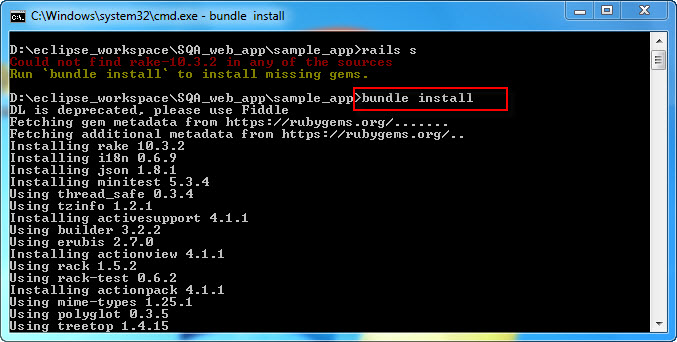 C:\Windows\system32\cmd.exe - bundle  install
D:\eclipse_workspace\SQA_web_app\sample_app>rails s
Could not find rake-10.3.2 in any of the sources
Run `bundle install` to install missing gems.
D:\eclipse_workspace\SQA_web_app\sample_app>bundle install
DL is deprecated, please use Fiddle
Fetching gem metadata from https://rubygems.org/.......
Fetching additional metadata from https://rubygems.org/..
Installing rake 10.3.2
Installing i18n 0.6.9
Installing json 1.8.1
Installing minitest 5.3.4
Using thread_safe 0.3.4
Using tzinfo 1.2.1
Installing activesupport 4.1.1
Using builder 3.2.2
Using erubis 2.7.0
Installing actionview 4.1.1
Using rack 1.5.2
Using rack-test 0.6.2
Installing actionpack 4.1.1
Using mime-types 1.25.1
Using polyglot 0.3.5
Using treetop 1.4.15